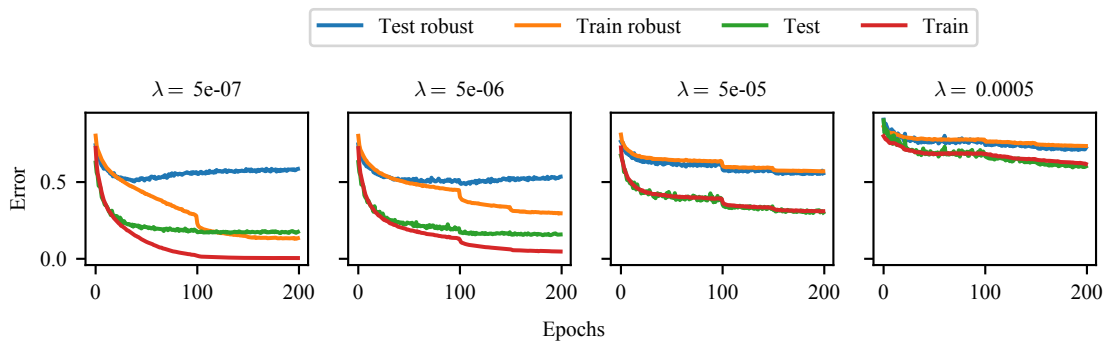 Test robust Train robust Test Train
λ = 5e-07 λ = 5e-06 λ = 5e-05 λ = 0.0005
Error
0.5
0.0
0 100 200 0 100 200 0 100 200 0 100 200
Epochs